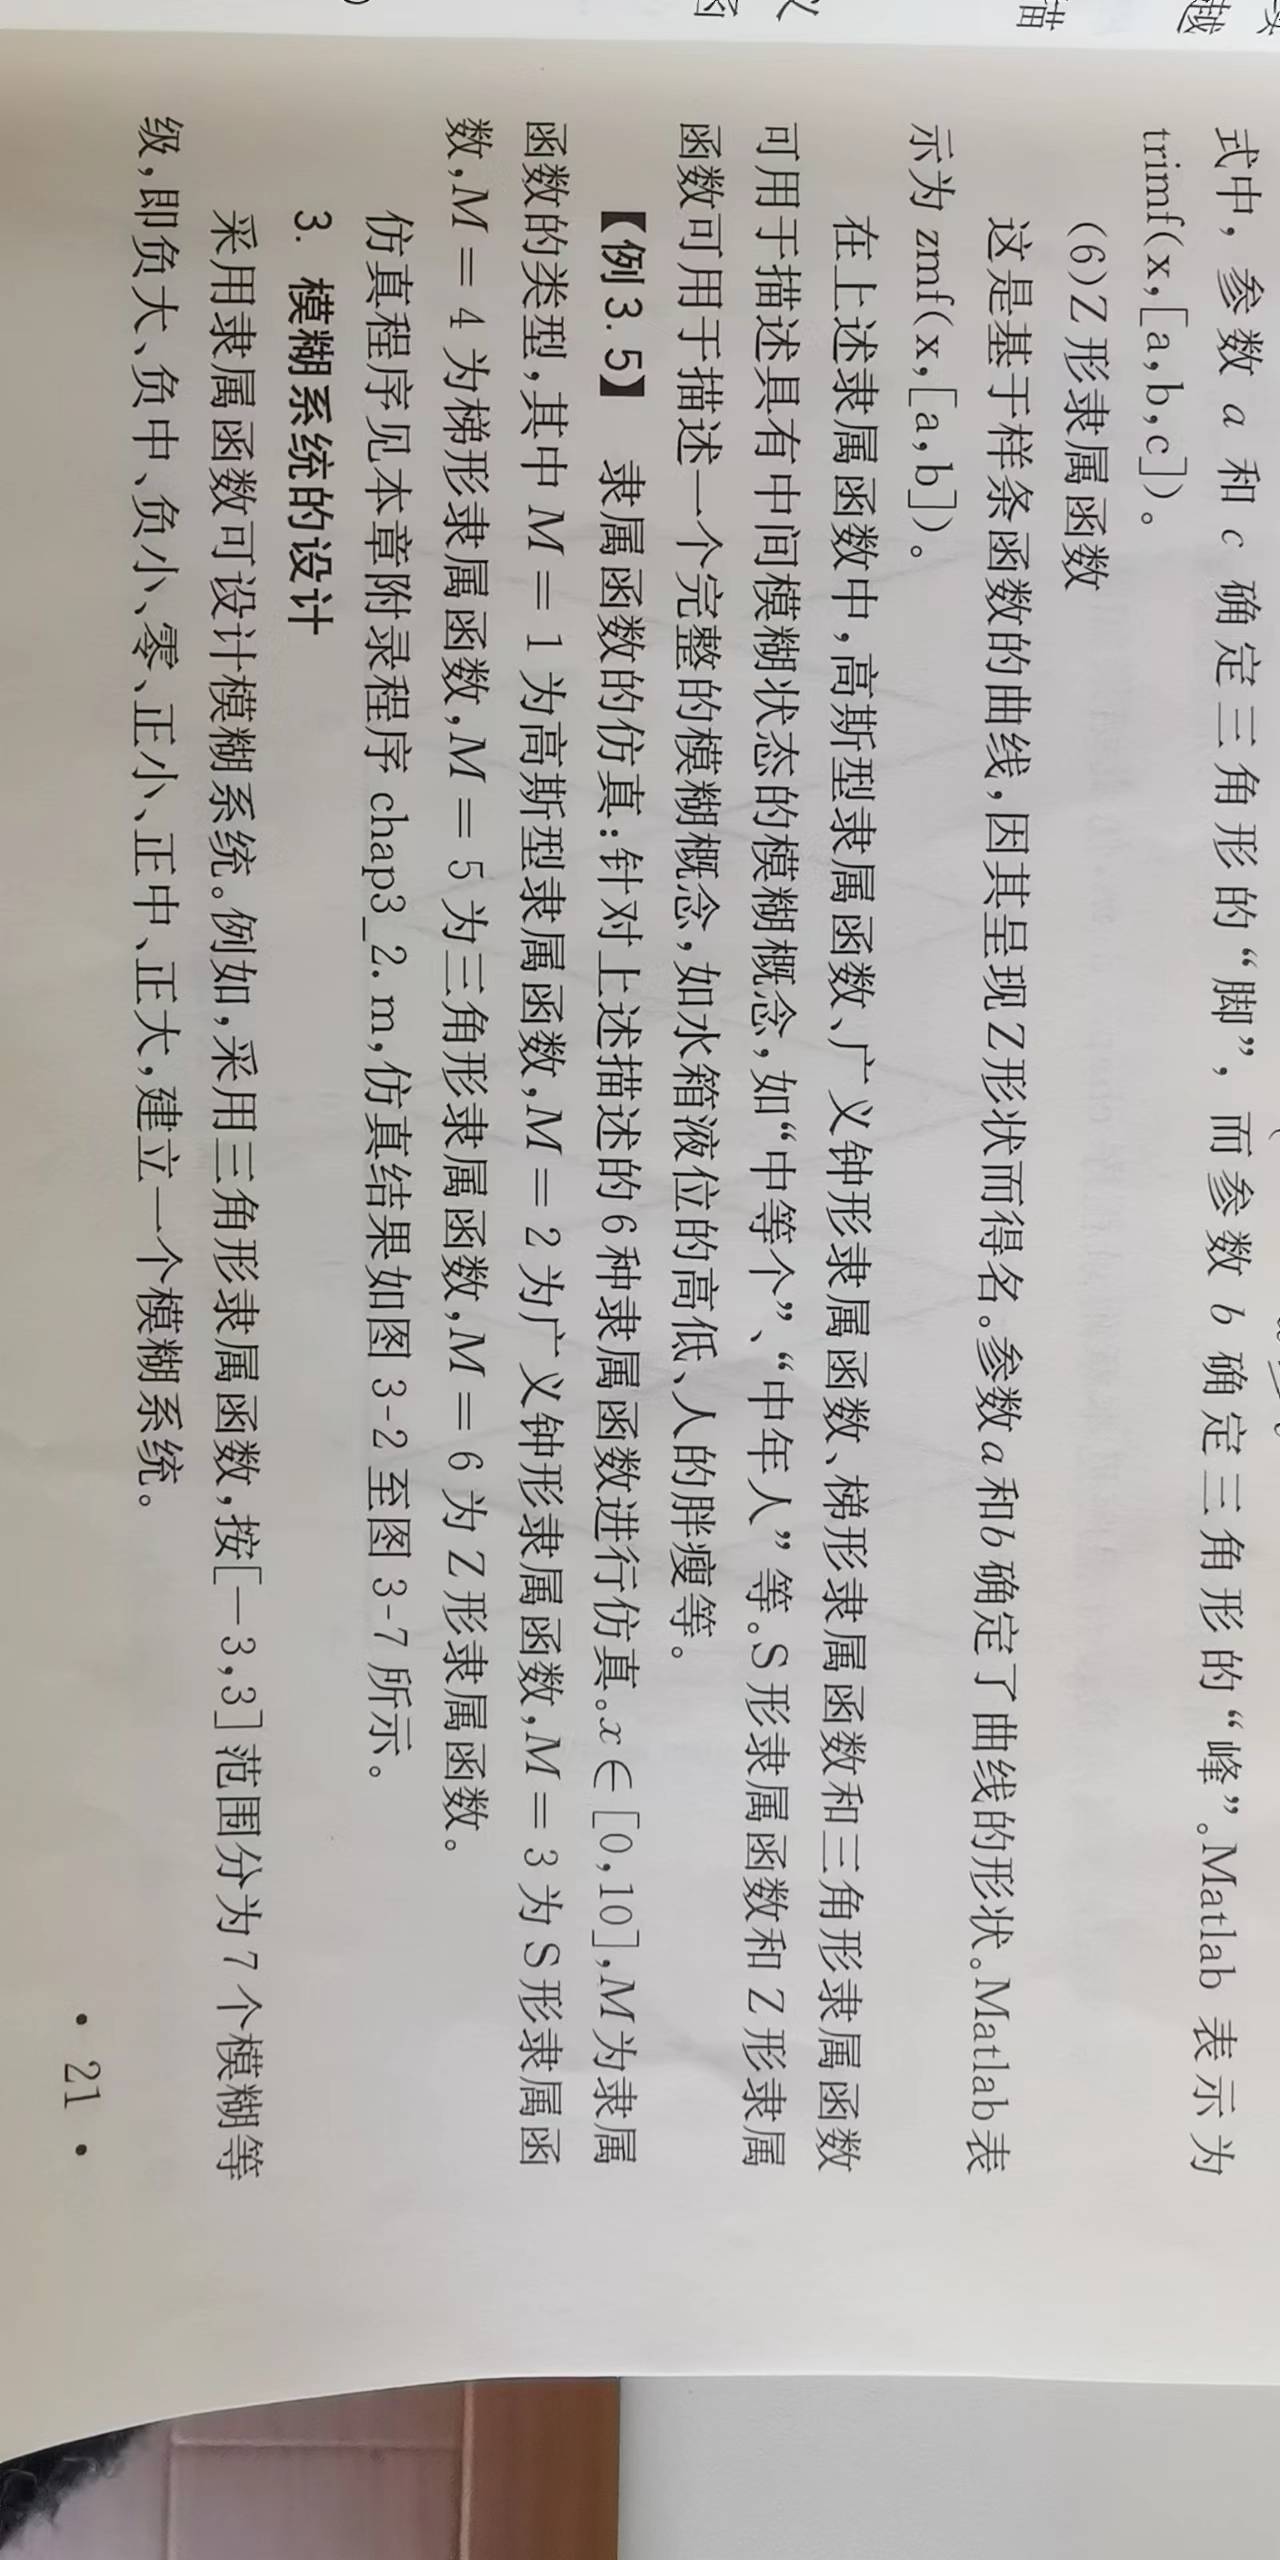 式中，参数 a 和 c 确定三角形的“脚”，而参数 b 确定三角形的“峰”。Matlab 表示为
trimf(x,[a,b,c])。
(6)Z形隶属函数
这是基于样条函数的曲线，因其呈现Z形状而得名。参数a和b确定了曲线的形状。Matlab表
示为 zmf(x,[a,b])。
在上述隶属函数中，高斯型隶属函数、广义钟形隶属函数、梯形隶属函数和三角形隶属函数
可用于描述具有中间模糊状态的模糊概念，如“中等个”、“中年人”等。S形隶属函数和Z形隶属
函数可用于描述一个完整的模糊概念，如水箱液位的高低、人的胖瘦等。
【例3.5】 隶属函数的仿真：针对上述描述的6种隶属函数进行仿真。x∈[0,10]，M为隶属
函数的类型，其中 M = 1 为高斯型隶属函数，M = 2 为广义钟形隶属函数，M = 3 为S形隶属函
数，M = 4 为梯形隶属函数，M = 5 为三角形隶属函数，M = 6 为 Z 形隶属函数。
仿真程序见本章附录程序 chap3_2.m，仿真结果如图 3-2 至图 3-7 所示。
3. 模糊系统的设计
采用隶属函数可设计模糊系统。例如，采用三角形隶属函数，按[－3,3]范围分为7个模糊等
级，即负大、负中、负小、零、正小、正中、正大，建立一个模糊系统。
· 21 ·
越
描
义
函